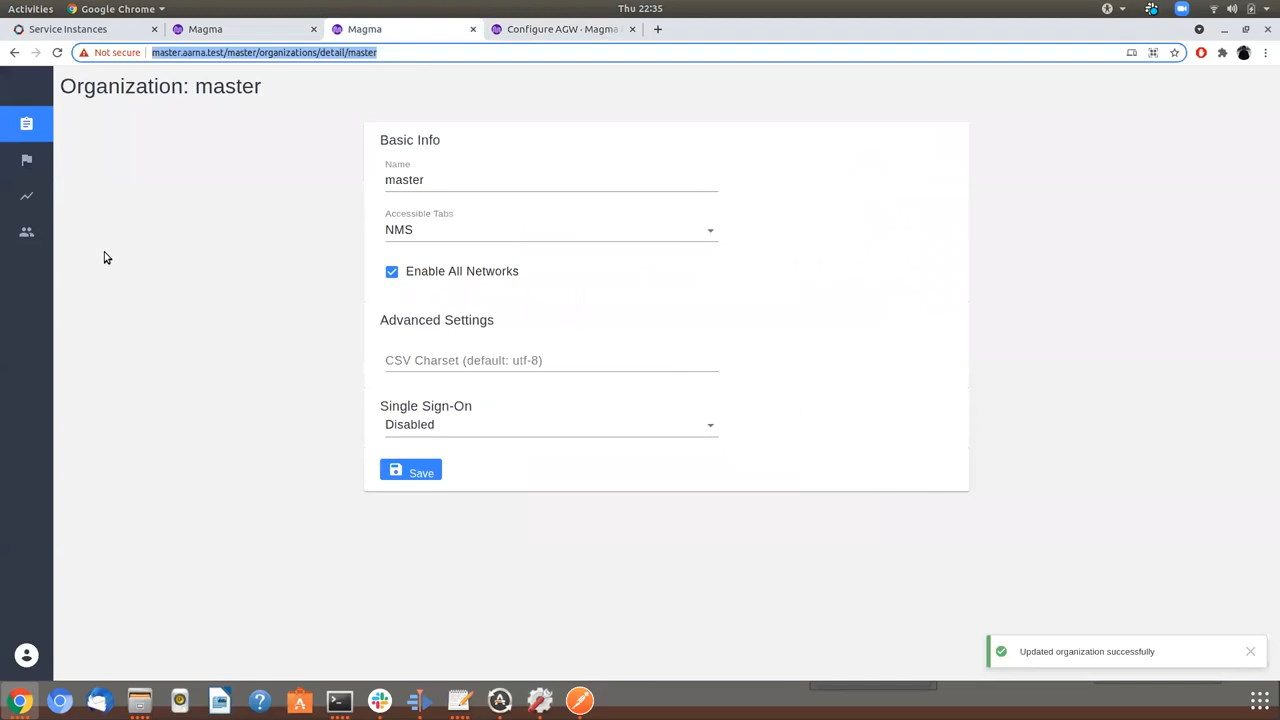 Activities
Google Chrome
Thu 22:35
Service Instances
Magma
Magma
Configure AGW · Magma
Not secure
master.aarna.test/master/organizations/detail/master
Organization: master
Basic Info
Name
master
Accessible Tabs
NMS
Enable All Networks
Advanced Settings
CSV Charset (default: utf-8)
Single Sign-On
Disabled
Save
Updated organization successfully